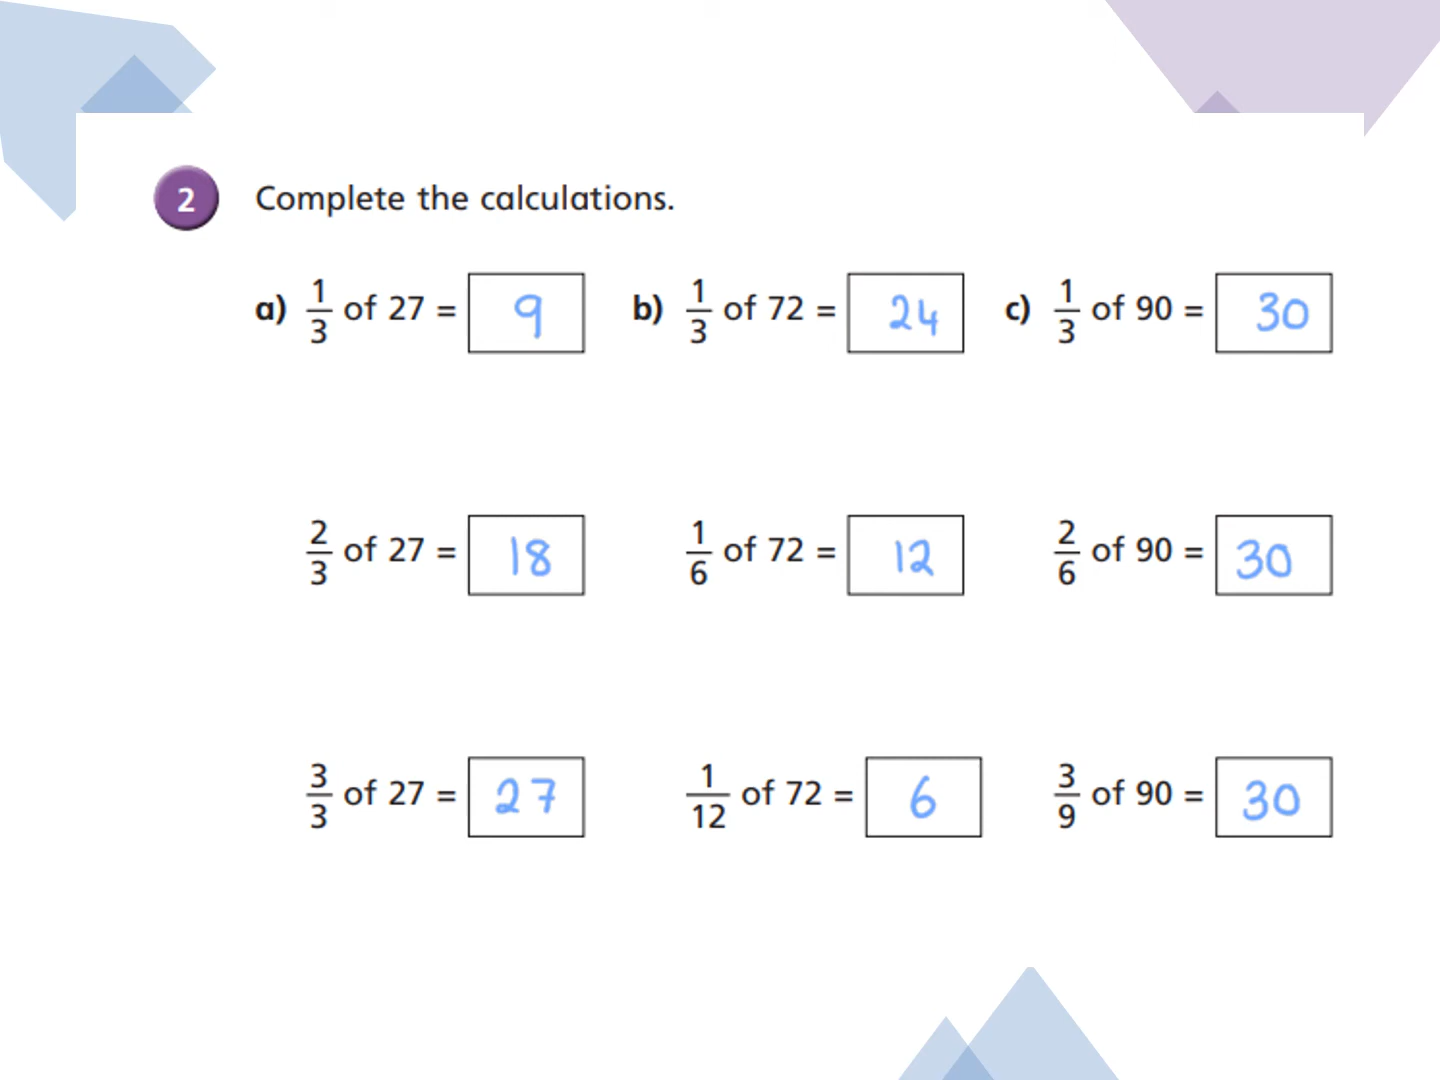 2 Complete the calculations.
a) 1/3 of 27 = 9 b) 1/3 of 72 = 24 c) 1/3 of 90 = 30
2/3 of 27 = 18 1/6 of 72 = 12 2/6 of 90 = 30
3/3 of 27 = 27 1/12 of 72 = 6 3/9 of 90 = 30